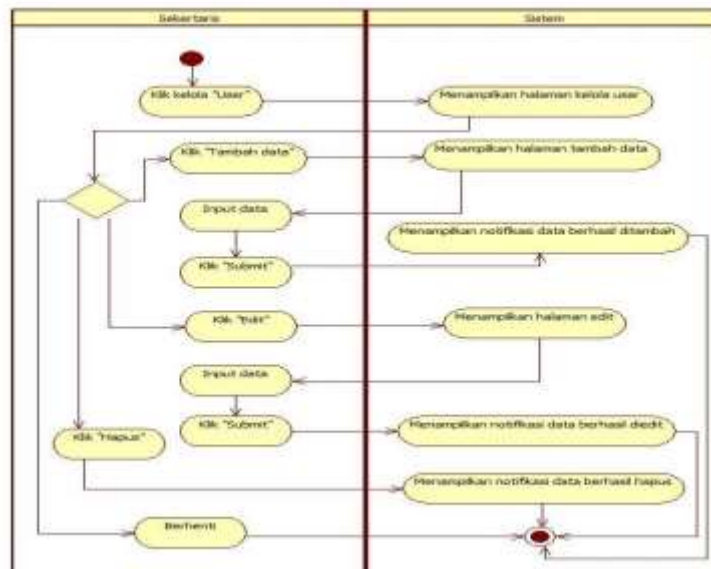 Sekertaris
Sistem
Klik kelola "User"
Menampilkan halaman kelola user
Klik "Tambah data"
Menampilkan halaman tambah data
Input data
Menampilkan notifikasi data berhasil ditambah
Klik "Submit"
Klik "Edit"
Menampilkan halaman edit
Input data
Klik "Submit"
Menampilkan notifikasi data berhasil diedit
Klik "Hapus"
Menampilkan notifikasi data berhasil hapus
Berhenti